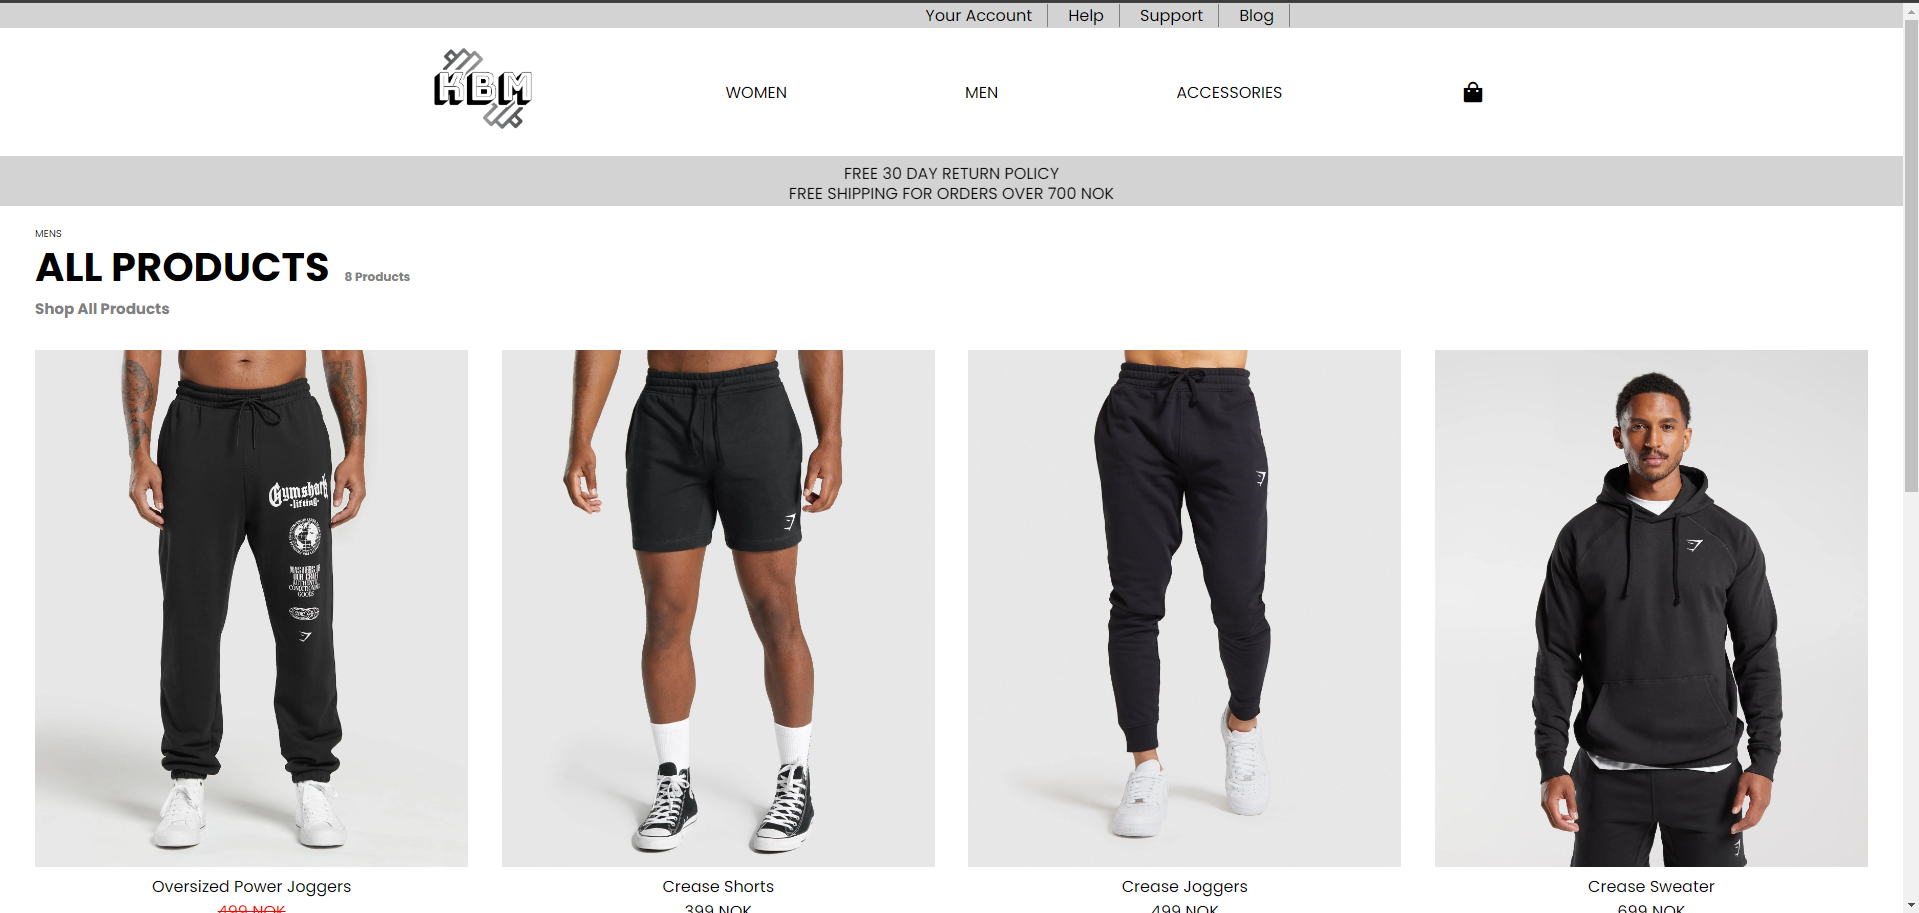 Your Account
Help
Support
Blog
KBM
WOMEN
MEN
ACCESSORIES
FREE 30 DAY RETURN POLICY
FREE SHIPPING FOR ORDERS OVER 700 NOK
MENS
ALL PRODUCTS
8 Products
Shop All Products
Gymshark
-lifting-
Oversized Power Joggers
Crease Shorts
Crease Joggers
Crease Sweater
499 NOK
399 NOK
499 NOK
699 NOK